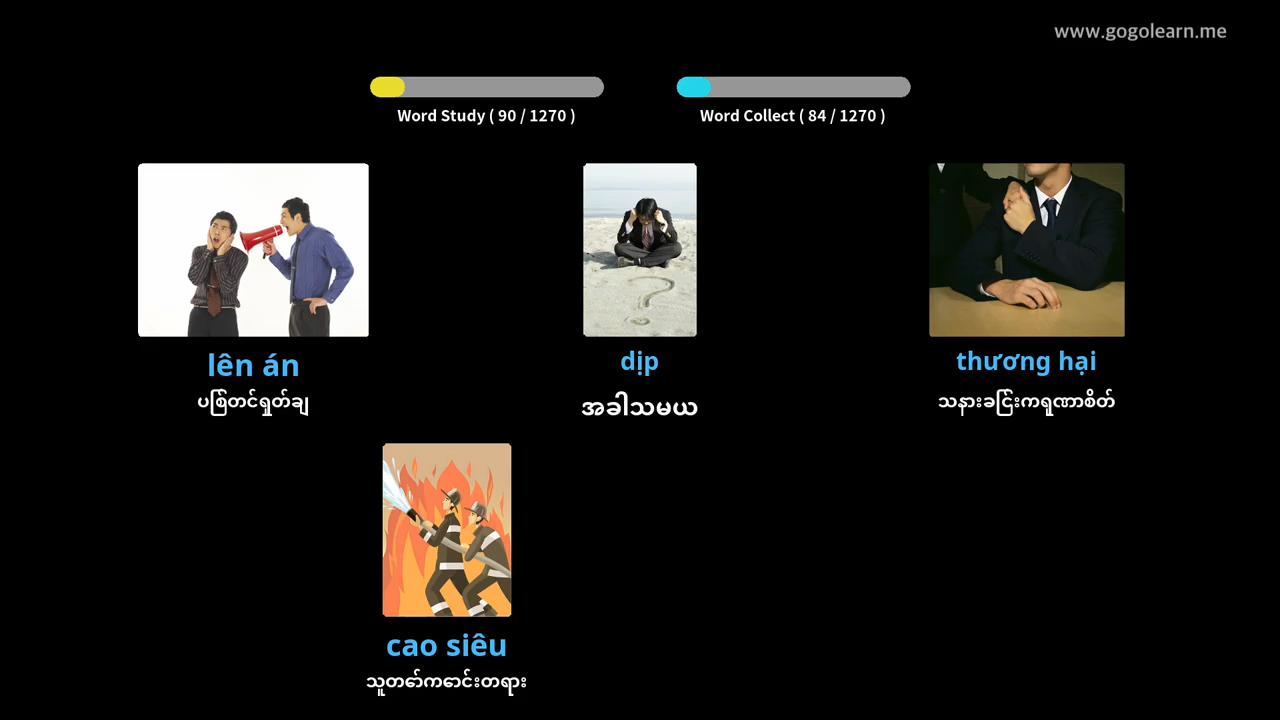 www.gogolearn.me
Word Study ( 90 / 1270 )
Word Collect ( 84 / 1270 )
lên án
ပစ်ြတင်ရှုတ်ချ
dịp
အခါသမယ
thương hại
သနားခြင်းကရုဏာစိတ်
cao siêu
သူတော်ကောင်းတရား